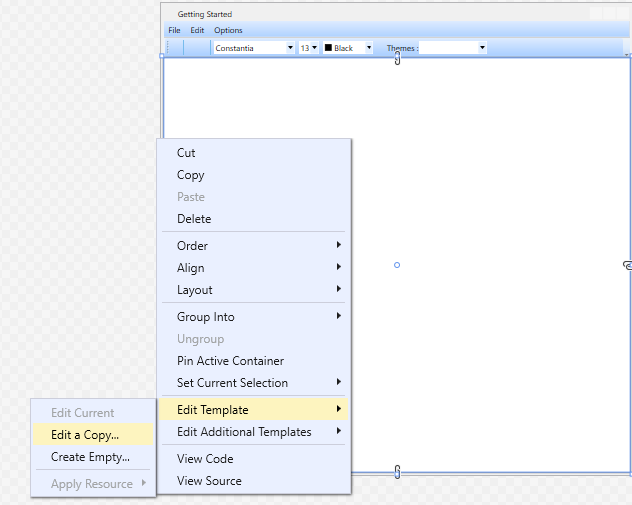 Getting Started
File Edit Options
Constantia 13 Black Themes :
Cut
Copy
Paste
Delete
Order
Align
Layout
Group Into
Ungroup
Pin Active Container
Set Current Selection
Edit Template
Edit Additional Templates
View Code
View Source
Edit Current
Edit a Copy...
Create Empty...
Apply Resource